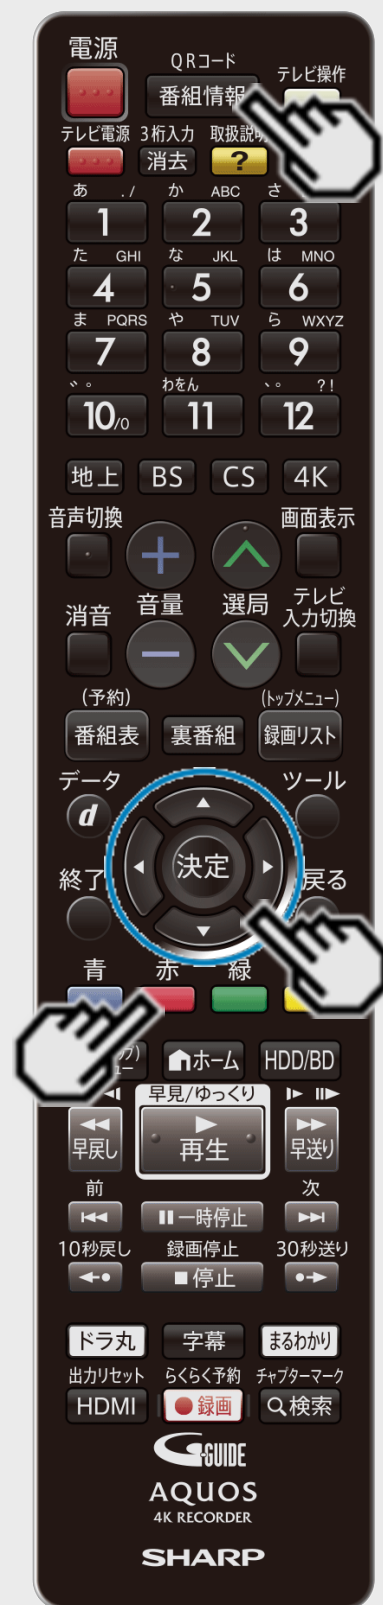 電源
QRコード
番組情報
テレビ操作
テレビ電源 3桁入力 取扱説明
消去 ?
あ ./ か ABC さ
1 2 3
た GHI な JKL は MNO
4 5 6
ま PQRS や TUV ら WXYZ
7 8 9
゛゜ わをん 、。 ?!
10/0 11 12
地上 BS CS 4K
音声切換 画面表示
＋
消音 音量 選局 テレビ入力切換
－
(予約) (トップメニュー)
番組表 裏番組 録画リスト
データ ツール
d
決定
終了 戻る
青 赤 緑
ホーム HDD/BD
早見/ゆっくり
早戻し 再生 早送り
前 次
一時停止
10秒戻し 録画停止 30秒送り
停止
ドラ丸 字幕 まるわかり
出力リセット らくらく予約 チャプターマーク
HDMI ●録画 検索
G-GUIDE
AQUOS
4K RECORDER
SHARP